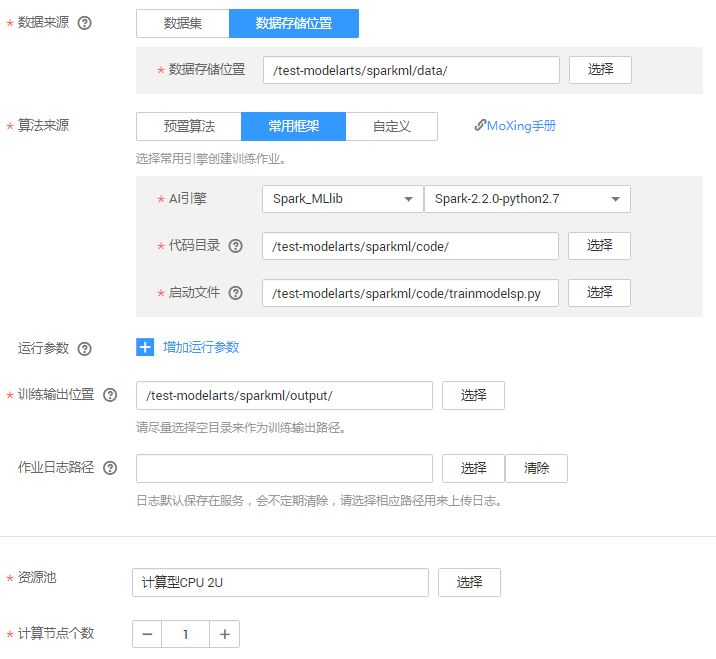 * 数据来源 ? 数据集 数据存储位置
* 数据存储位置 /test-modelarts/sparkml/data/ 选择
* 算法来源 预置算法 常用框架 自定义 MoXing手册
选择常用引擎创建训练作业。
* AI引擎 Spark_MLlib Spark-2.2.0-python2.7
* 代码目录 ? /test-modelarts/sparkml/code/ 选择
* 启动文件 ? /test-modelarts/sparkml/code/trainmodelsp.py 选择
运行参数 ? + 增加运行参数
* 训练输出位置 ? /test-modelarts/sparkml/output/ 选择
请尽量选择空目录来作为训练输出路径。
作业日志路径 ? 选择 清除
日志默认保存在服务，会不定期清除，请选择相应路径用来上传日志。
* 资源池 计算型CPU 2U 选择
* 计算节点个数 − 1 +